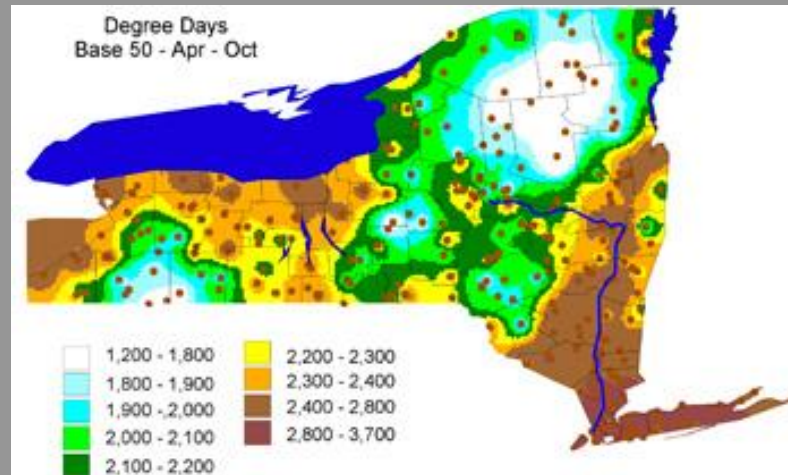 Degree Days
Base 50 - Apr - Oct
1,200 - 1,800
1,800 - 1,900
1,900 -,2,000
2,000 - 2,100
2,100 - 2,200
2,200 - 2,300
2,300 - 2,400
2,400 - 2,800
2,800 - 3,700